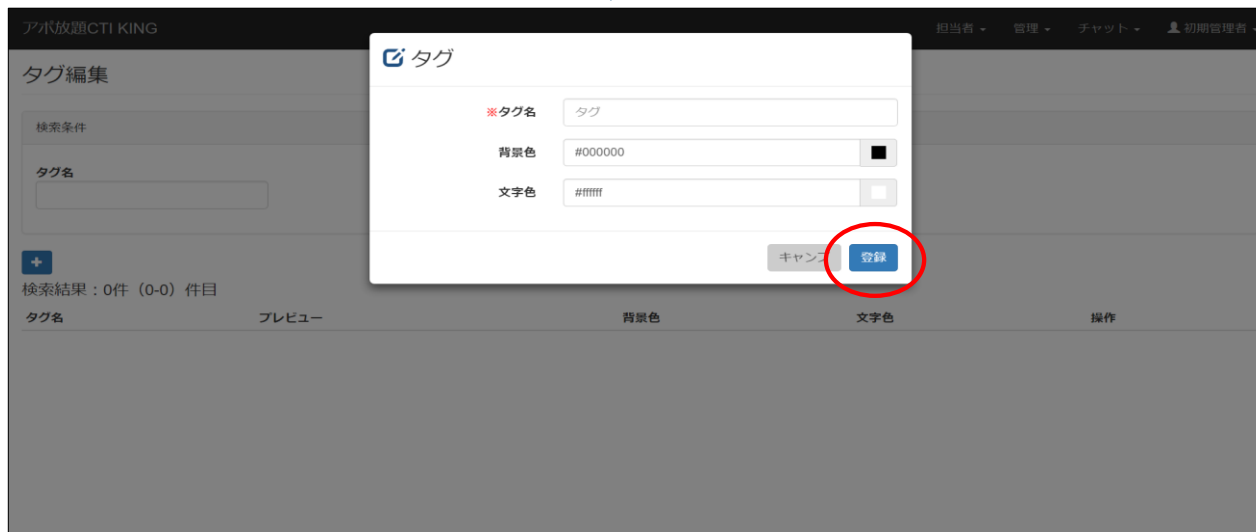 アポ放題CTI KING
担当者 管理 チャット 初期管理者
タグ編集
検索条件
タグ名
検索結果：0件（0-0）件目
タグ名 プレビュー 背景色 文字色 操作
タグ
※タグ名 タグ
背景色 #000000
文字色 #ffffff
キャンセ 登録